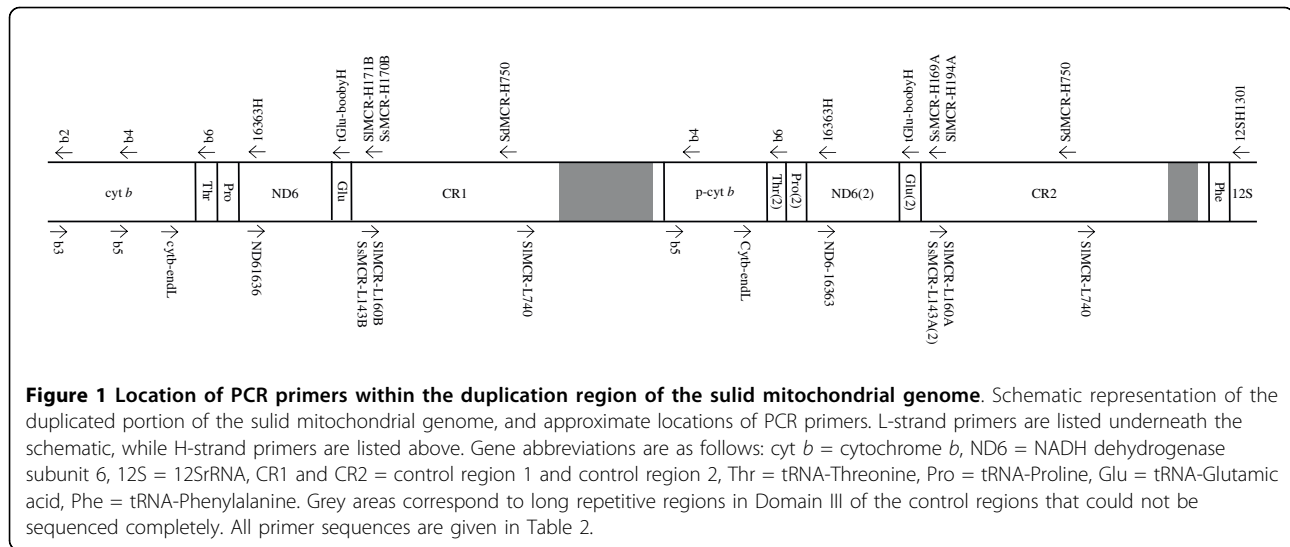 b2
b4
b6
16363H
tGlu-boobyH
SlMCR-H171B
SsMCR-H170B
SdMCR-H750
b4
b6
16363H
tGlu-boobyH
SsMCR-H169A
SlMCR-H194A
SdMCR-H750
12SH1301
cyt b
Thr
Pro
ND6
Glu
CR1
p-cyt b
Thr(2)
Pro(2)
ND6(2)
Glu(2)
CR2
Phe
12S
b3
b5
cytb-endL
ND61636
SlMCR-L160B
SsMCR-L143B
SlMCR-L740
b5
Cytb-endL
ND6-16363
SlMCR-L160A
SsMCR-L143A(2)
SlMCR-L740
Figure 1 Location of PCR primers within the duplication region of the sulid mitochondrial genome. Schematic representation of the
duplicated portion of the sulid mitochondrial genome, and approximate locations of PCR primers. L-strand primers are listed underneath the
schematic, while H-strand primers are listed above. Gene abbreviations are as follows: cyt b = cytochrome b, ND6 = NADH dehydrogenase
subunit 6, 12S = 12SrRNA, CR1 and CR2 = control region 1 and control region 2, Thr = tRNA-Threonine, Pro = tRNA-Proline, Glu = tRNA-Glutamic
acid, Phe = tRNA-Phenylalanine. Grey areas correspond to long repetitive regions in Domain III of the control regions that could not be
sequenced completely. All primer sequences are given in Table 2.